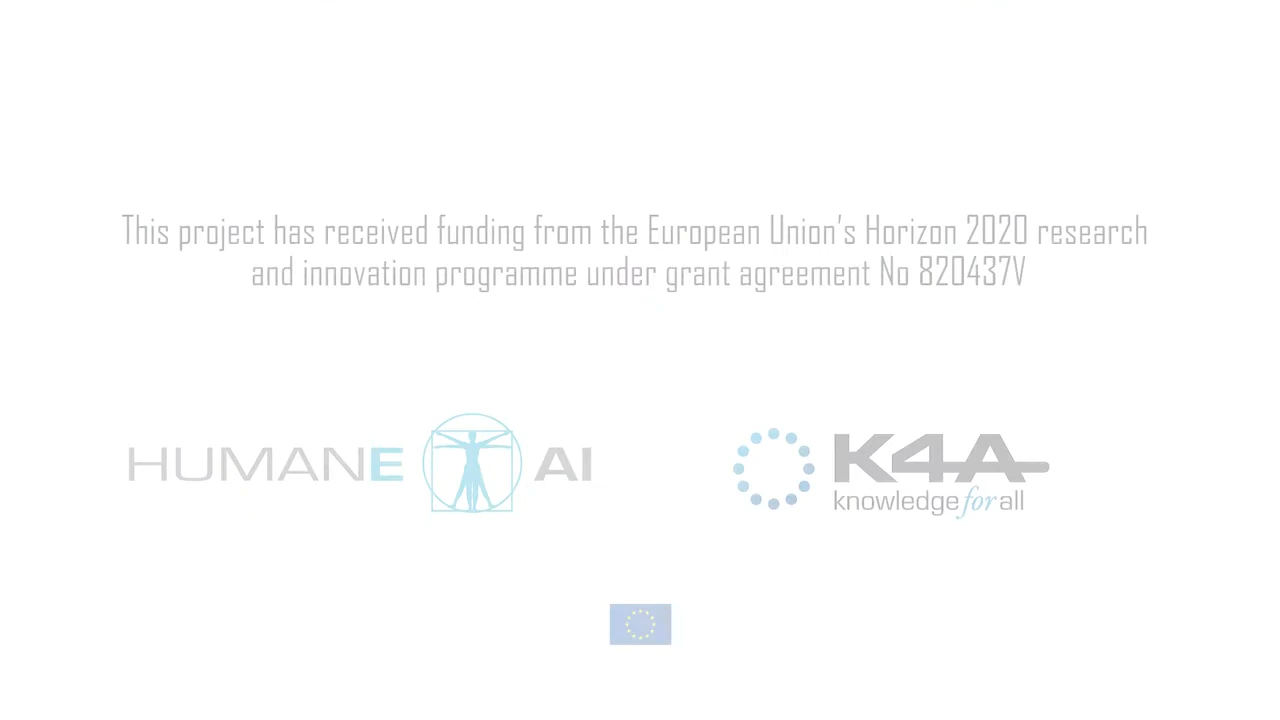 This project has received funding from the European Union's Horizon 2020 research
and innovation programme under grant agreement No 820437V
HUMANE AI
K4A
knowledge for all